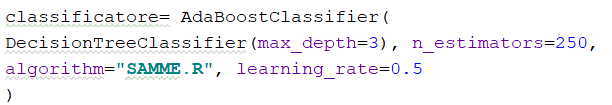 classificatore= AdaBoostClassifier(
DecisionTreeClassifier(max_depth=3), n_estimators=250,
algorithm="SAMME.R", learning_rate=0.5
)